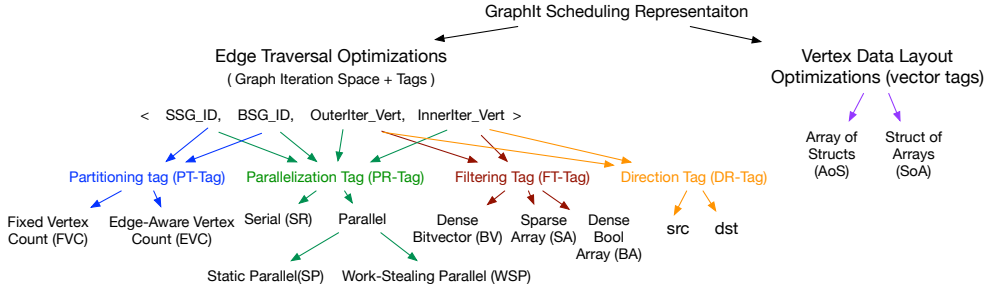 GraphIt Scheduling Representaiton
Edge Traversal Optimizations
( Graph Iteration Space + Tags )
Vertex Data Layout
Optimizations (vector tags)
< SSG_ID, BSG_ID, OuterIter_Vert, InnerIter_Vert >
Array of
Structs
(AoS)
Struct of
Arrays
(SoA)
Partitioning tag (PT-Tag)
Parallelization Tag (PR-Tag)
Filtering Tag (FT-Tag)
Direction Tag (DR-Tag)
Fixed Vertex
Count (FVC)
Edge-Aware Vertex
Count (EVC)
Serial (SR)
Parallel
Dense
Bitvector (BV)
Sparse
Array (SA)
Dense
Bool
Array (BA)
src
dst
Static Parallel(SP)
Work-Stealing Parallel (WSP)